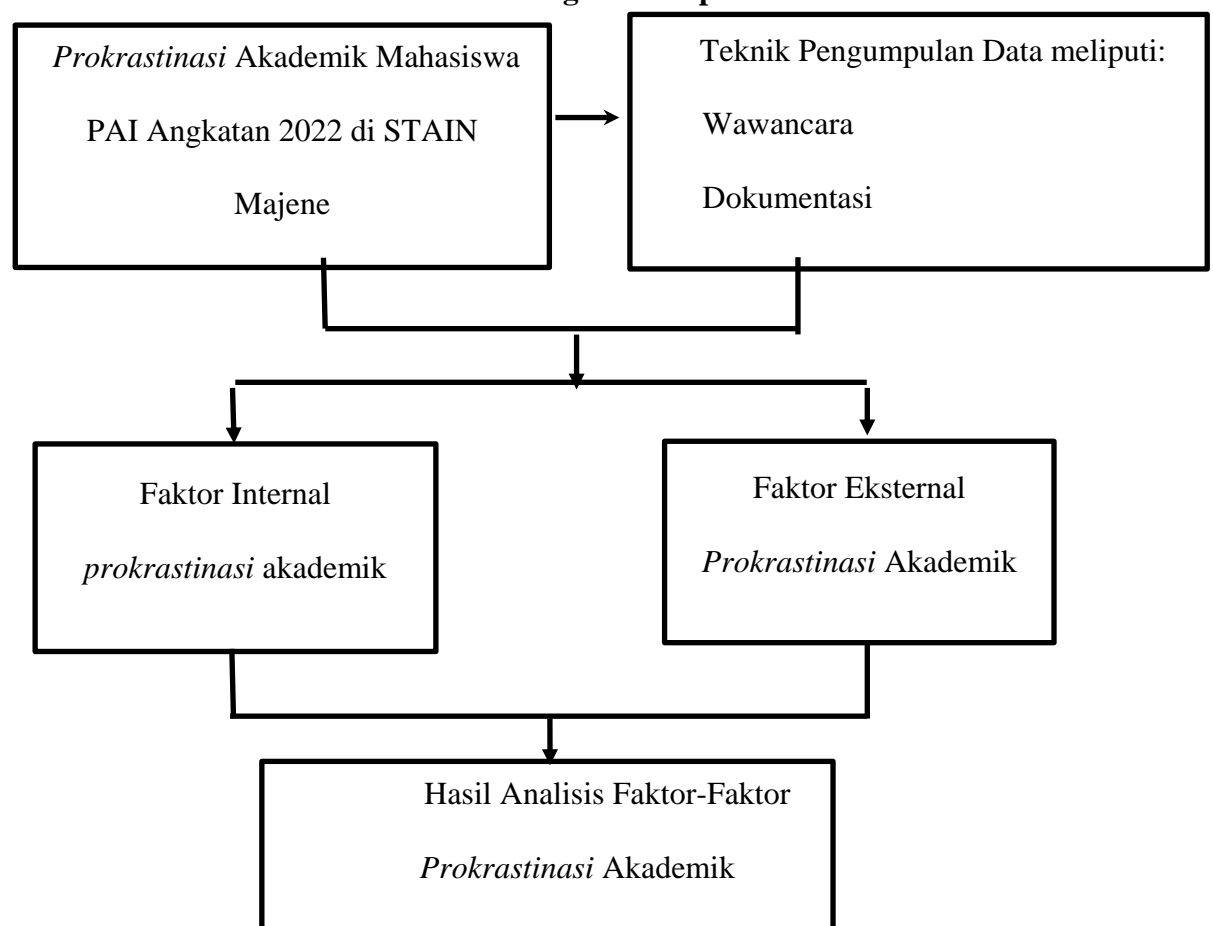 Prokrastinasi Akademik Mahasiswa
PAI Angkatan 2022 di STAIN
Majene
Teknik Pengumpulan Data meliputi:
Wawancara
Dokumentasi
Faktor Internal
prokrastinasi akademik
Faktor Eksternal
Prokrastinasi Akademik
Hasil Analisis Faktor-Faktor
Prokrastinasi Akademik